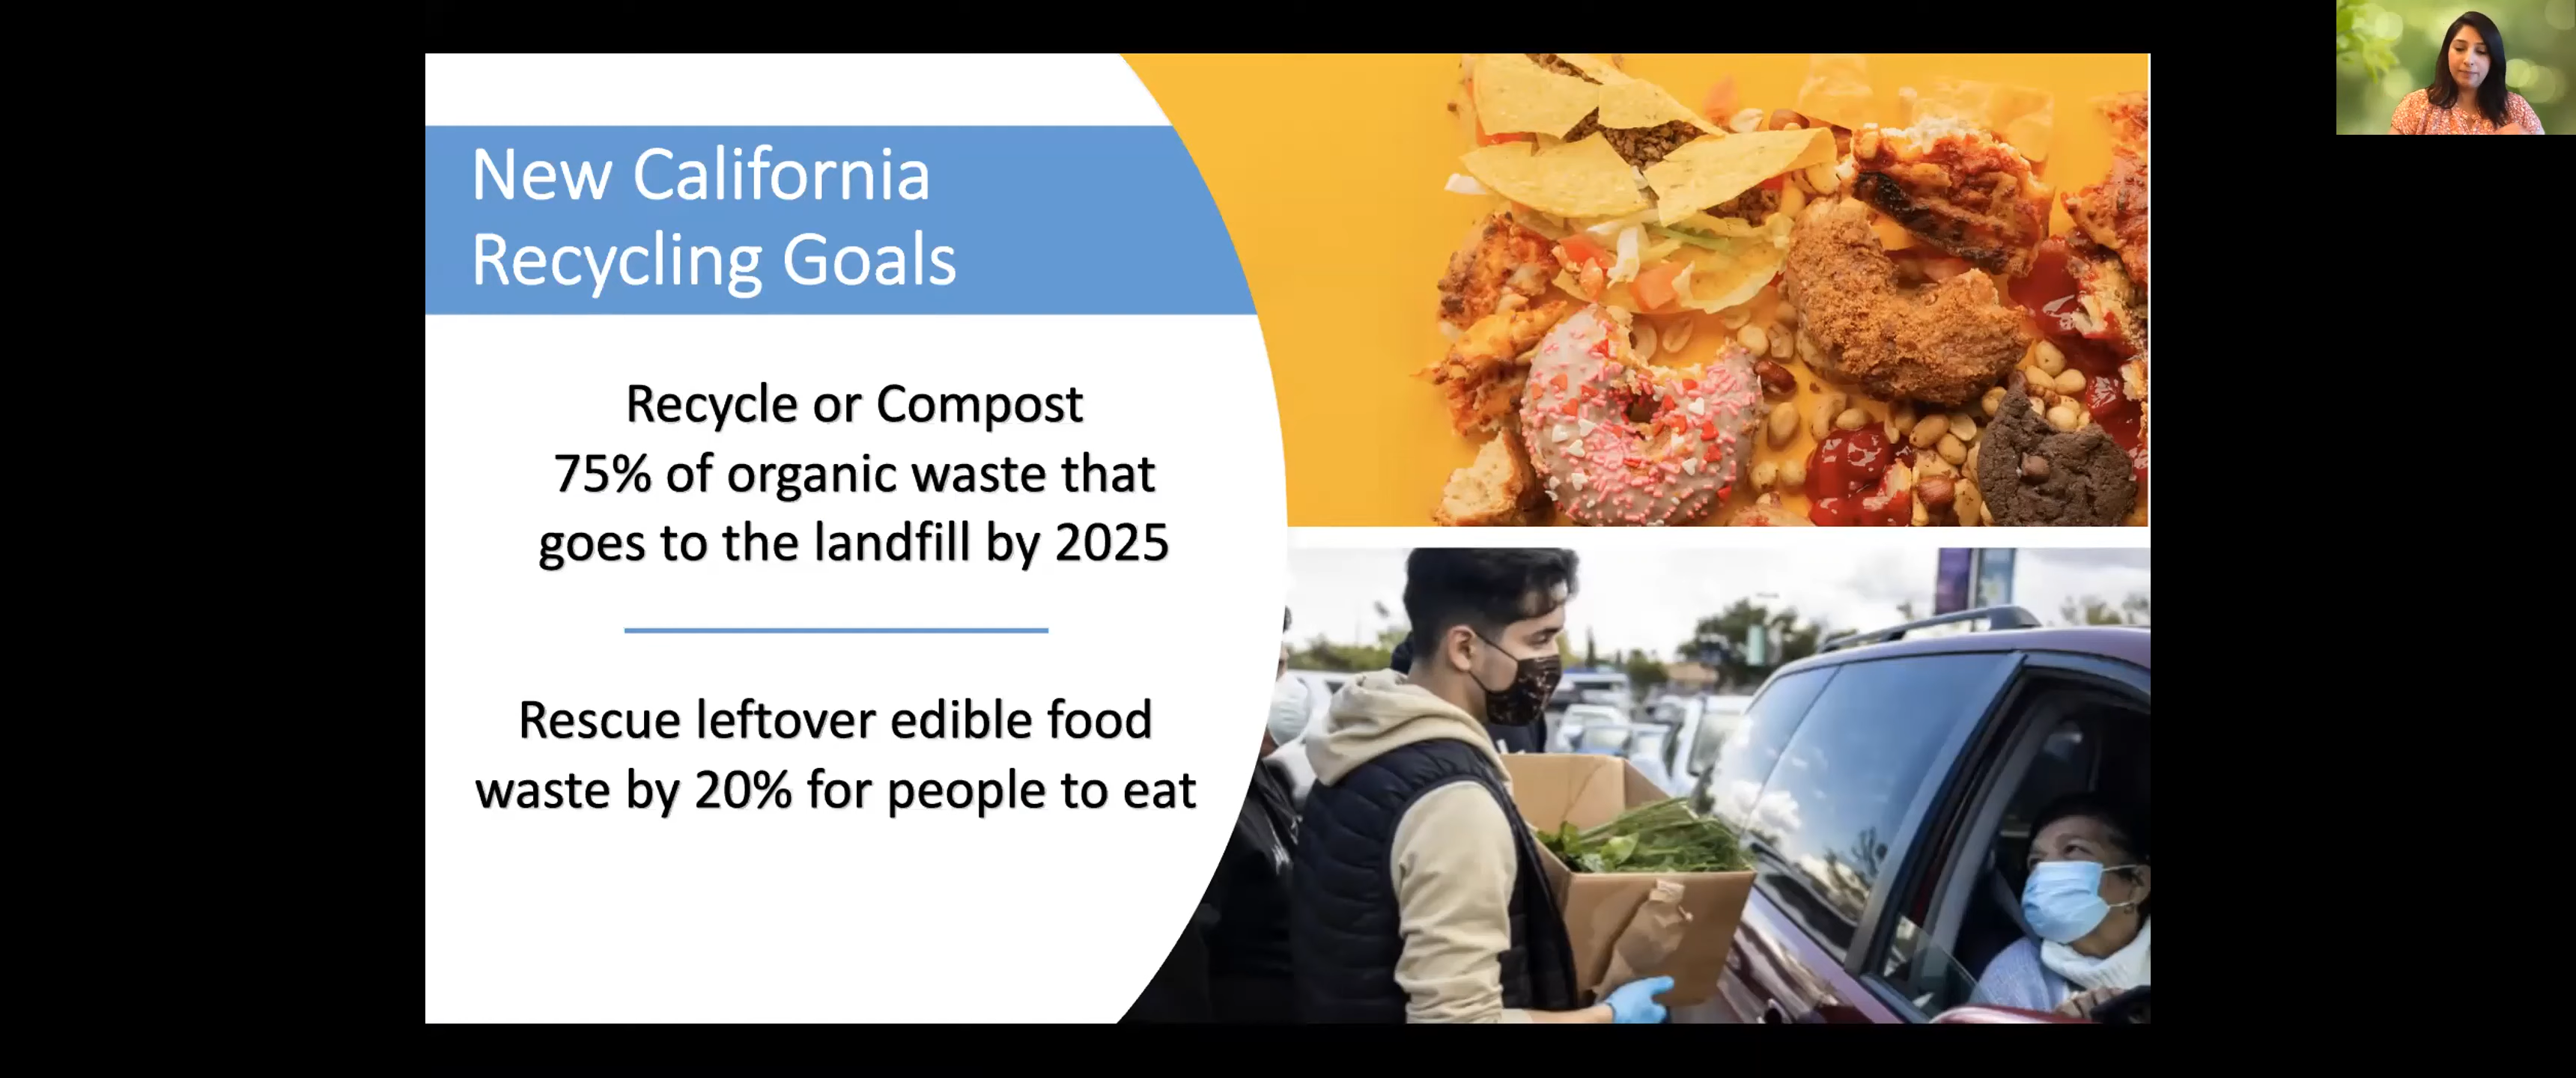 New California
Recycling Goals
Recycle or Compost
75% of organic waste that
goes to the landfill by 2025
Rescue leftover edible food
waste by 20% for people to eat